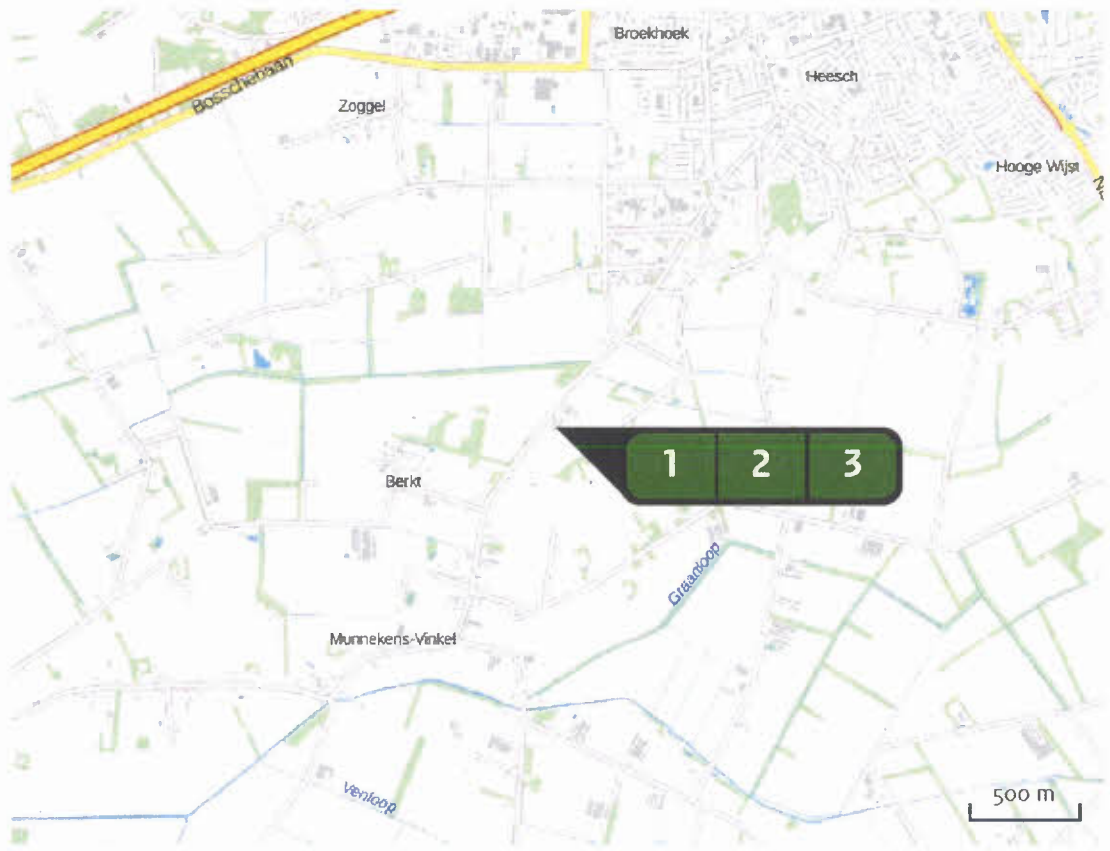 Broekhoek
Heesch
Bosschebaan
Zoggel
Hooge Wijst
1 2 3
Berkt
Graafloop
Munnekens-Vinkel
Venloop
500 m